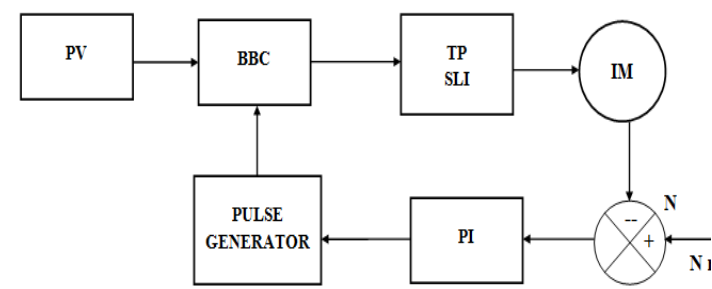 PV
BBC
TP
SLI
IM
PULSE
GENERATOR
PI
--
+
N
N r